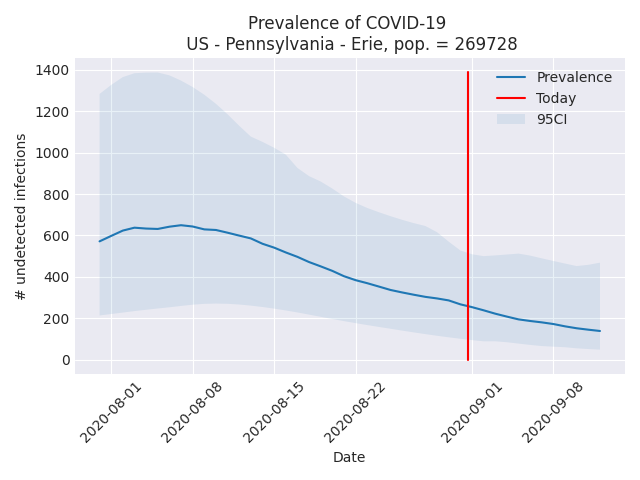 Prevalence of COVID-19
US - Pennsylvania - Erie, pop. = 269728
1400
1200
1000
800
600
400
200
0
# undetected infections
Prevalence
Today
95CI
2020-08-01
2020-08-08
2020-08-15
2020-08-22
2020-09-01
2020-09-08
Date